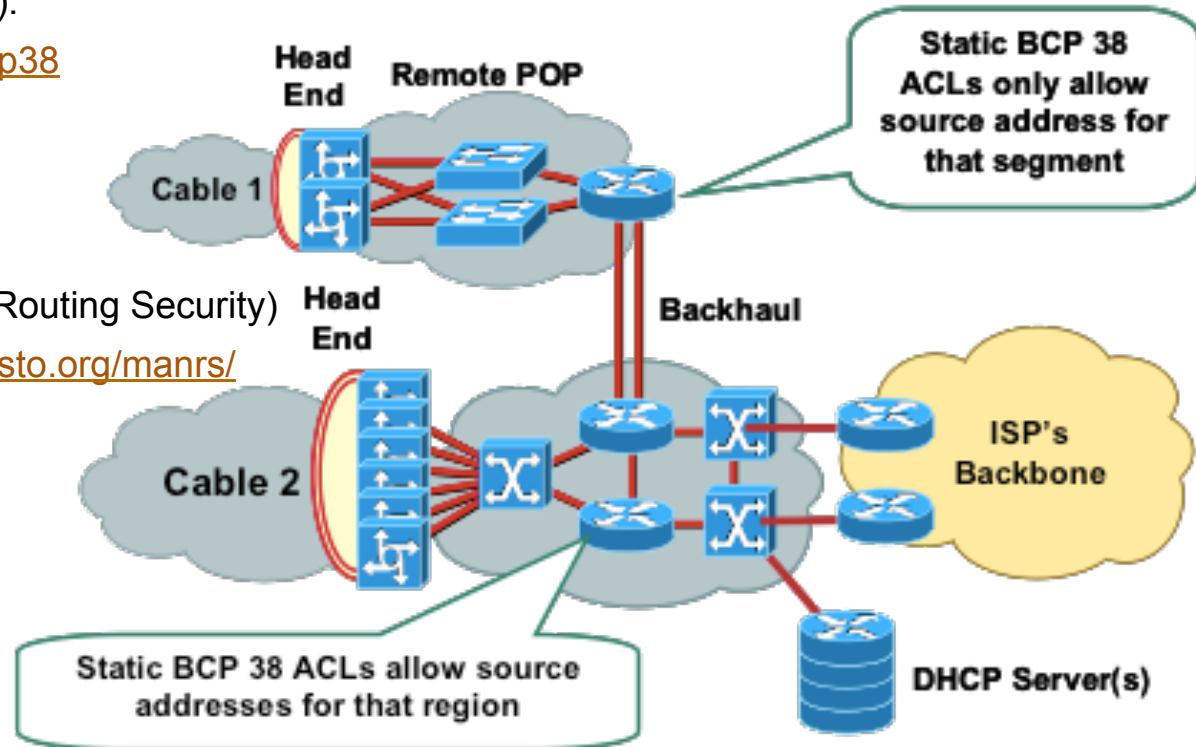 ).
p38
Head
End
Remote POP
Static BCP 38
ACLs only allow
source address for
that segment
Cable 1
Routing Security)
sto.org/manrs/
Head
End
Backhaul
Cable 2
ISP's
Backbone
Static BCP 38 ACLs allow source
addresses for that region
DHCP Server(s)